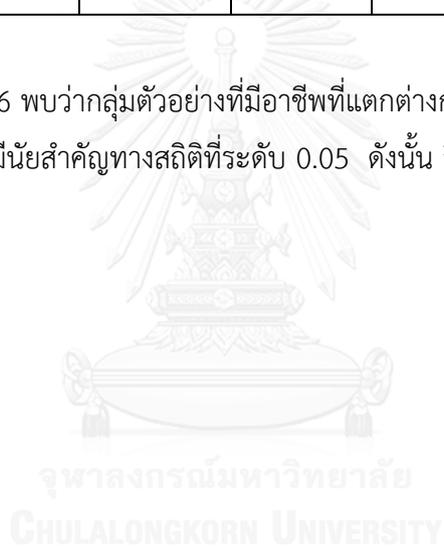 6 พบว่ากลุ่มตัวอย่างที่มีอาชีพที่แตกต่าง
มีนัยสำคัญทางสถิติที่ระดับ 0.05 ดังนั้น
จุฬาลงกรณ์มหาวิทยาลัย
CHULALONGKORN UNIVERSITY